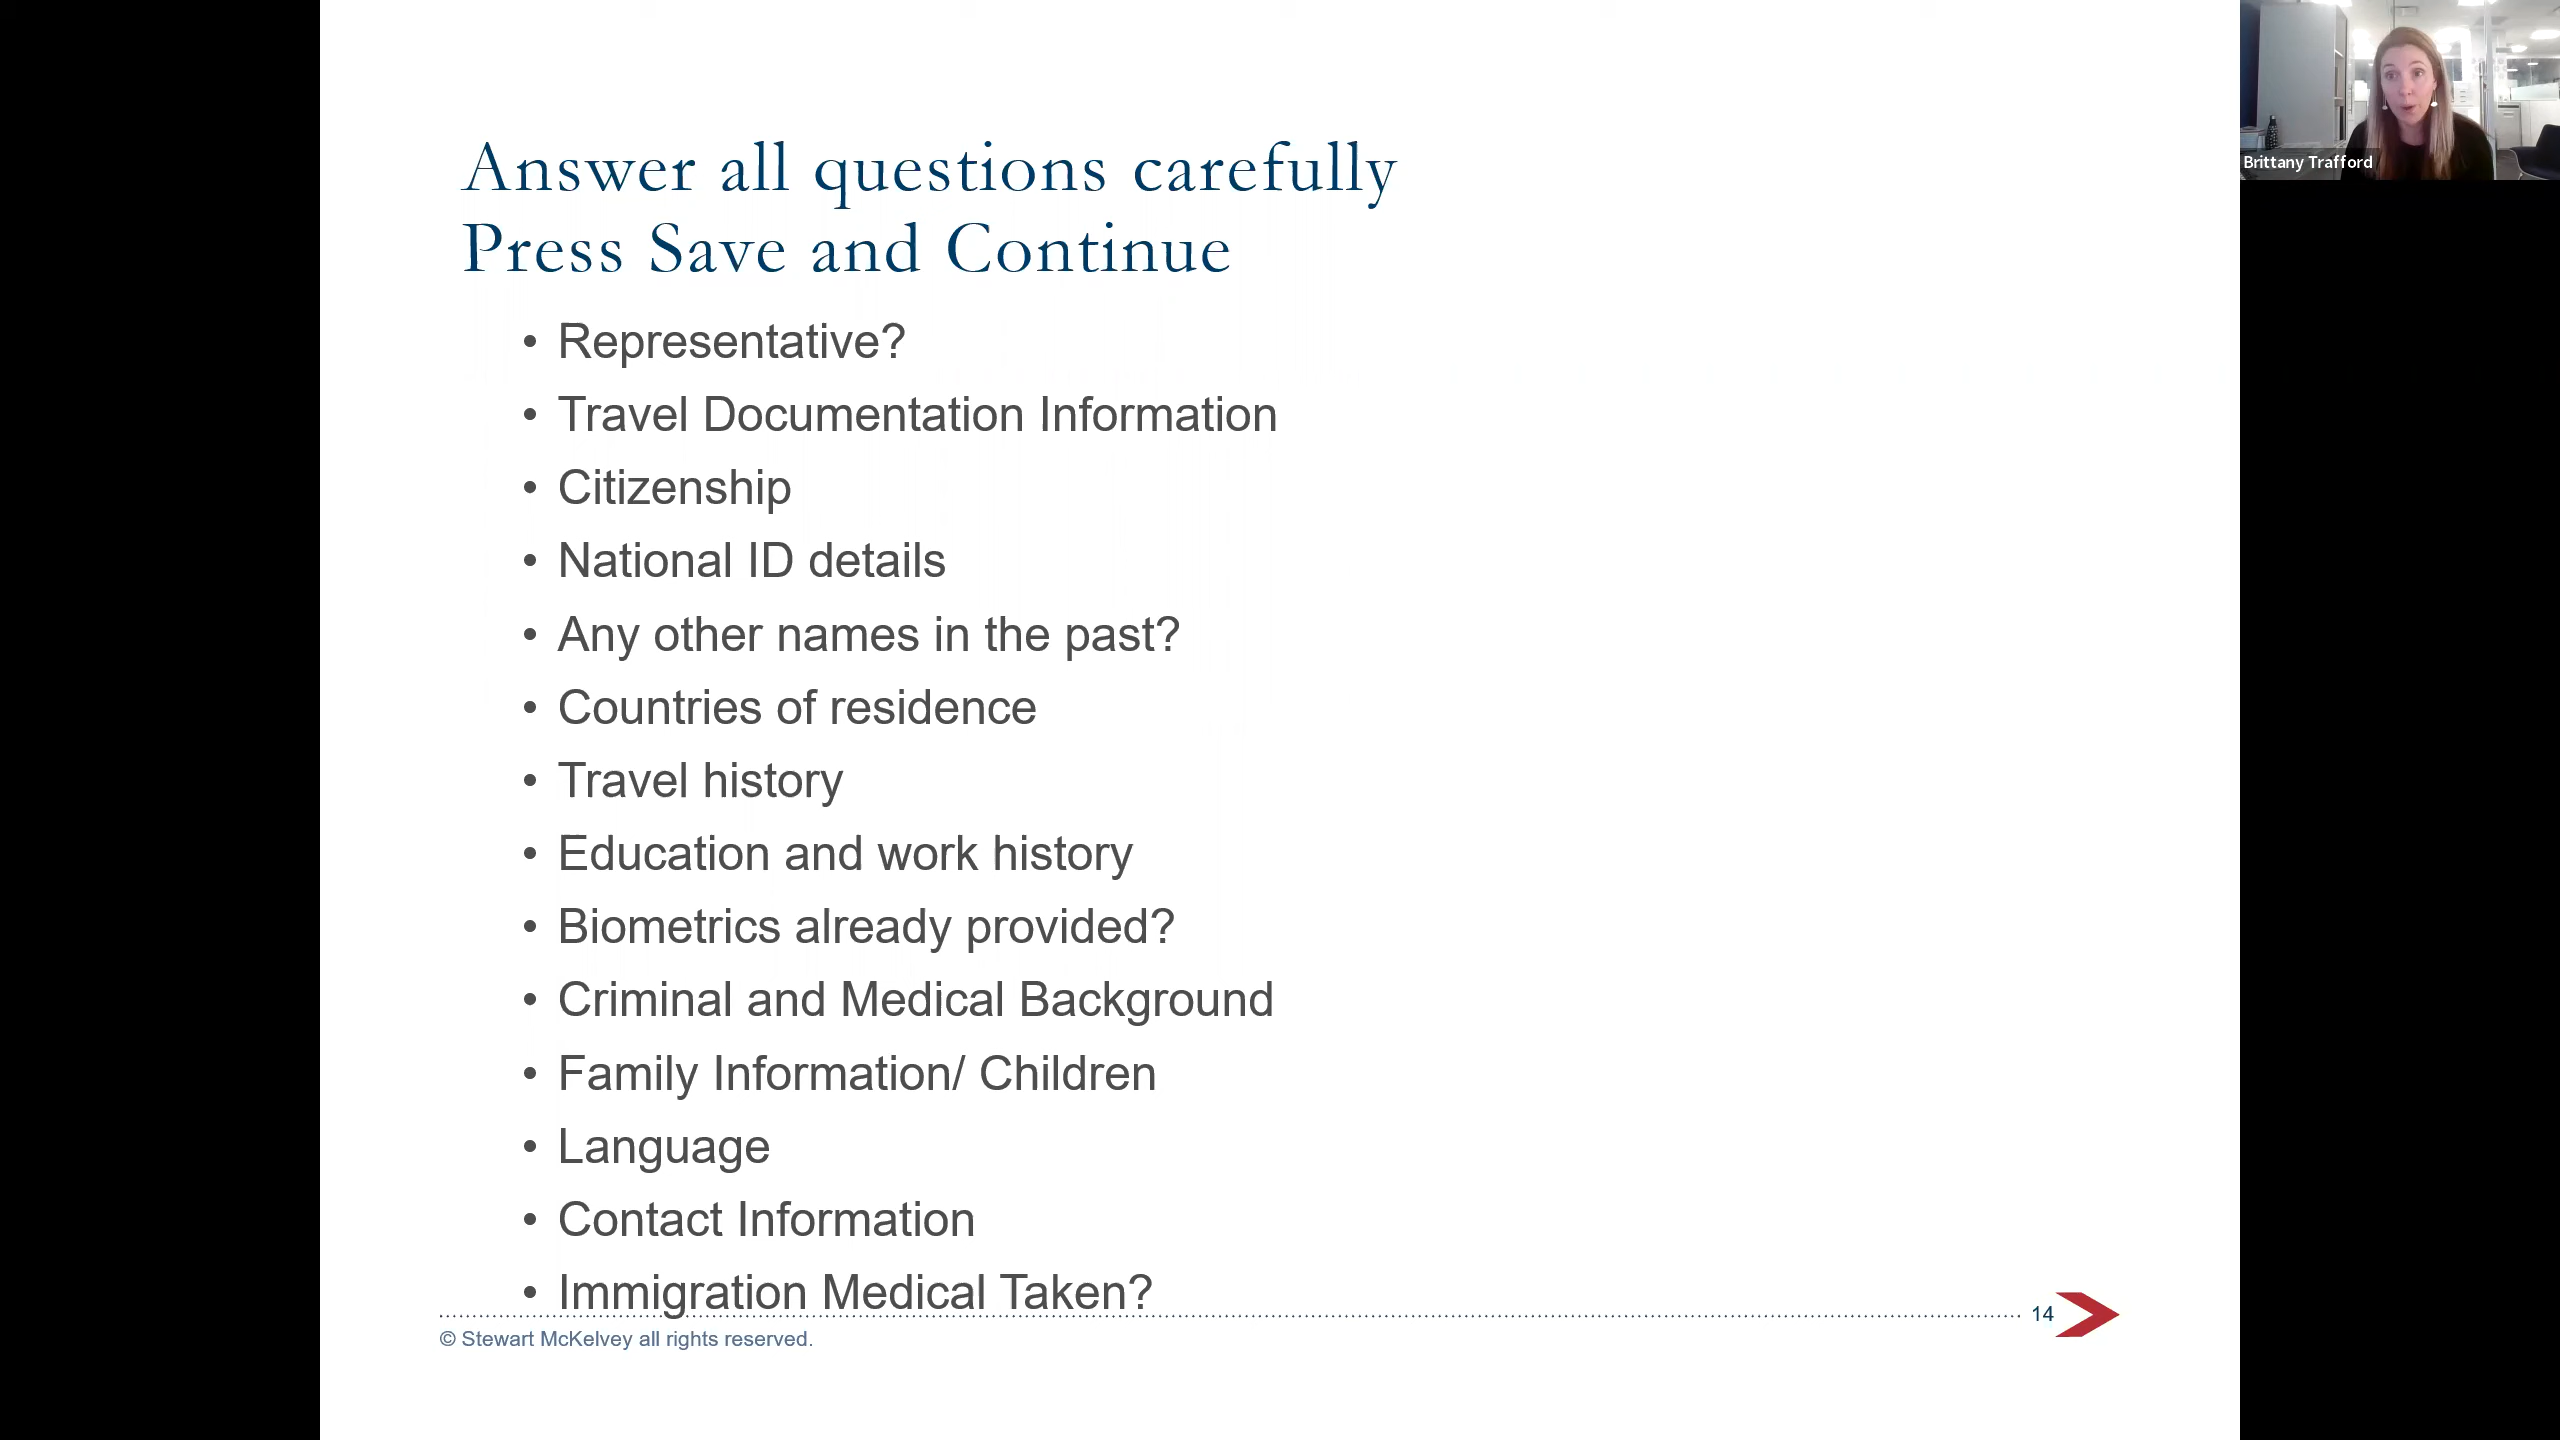 Answer all questions carefully
Press Save and Continue
• Representative?
• Travel Documentation Information
• Citizenship
• National ID details
• Any other names in the past?
• Countries of residence
• Travel history
• Education and work history
• Biometrics already provided?
• Criminal and Medical Background
• Family Information/ Children
• Language
• Contact Information
• Immigration Medical Taken?
14
© Stewart McKelvey all rights reserved.
Brittany Trafford